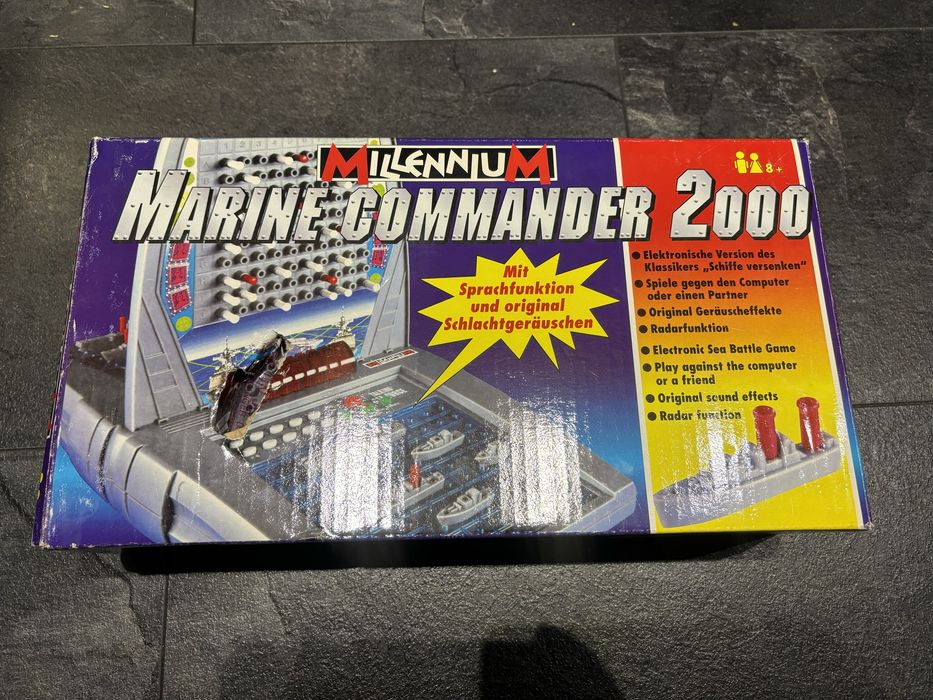 MILLENNIUM
MARINE COMMANDER 2000
8+
Mit
Sprachfunktion
und original
Schlachtgeräuschen
Elektronische Version des
Klassikers „Schiffe versenken"
Spiele gegen den Computer
oder einen Partner
Original Geräuscheffekte
Radarfunktion
Electronic Sea Battle Game
Play against the computer
or a friend
Original sound effects
Radar function